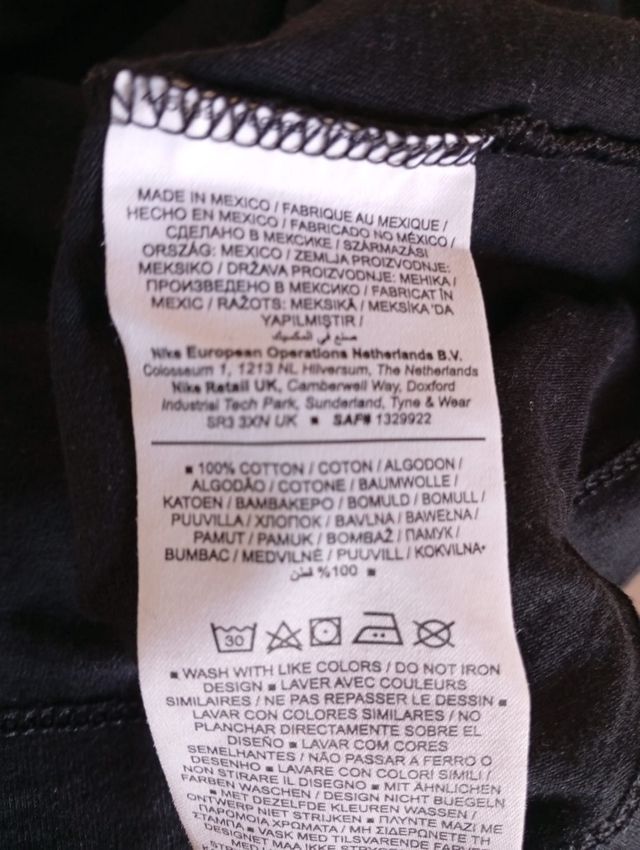 MADE IN MEXICO / FABRIQUE AU MEXIQUE /
HECHO EN MEXICO / FABRICADO NO MÉXICO /
СДЕЛАНО В МЕКСИКЕ / SZÁRMAZÁSI
ORSZÁG: MEXICO / ZEMLJA PROIZVODNJE:
MEKSIKO / DRŽAVA PROIZVODNJE: МЕНІКА /
ПРОИЗВЕДЕНО В МЕКСИКО / FABRICAT ÎN
MEXIC / RAŽOTS: MEKSIKĀ / MEKSİKA'DA
YAPILMIŞTIR /
صنع في المكسيك
Nike European Operations Netherlands B.V.
Colosseum 1, 1213 NL Hilversum, The Netherlands
Nike Retail UK, Camberwell Way, Doxford
Industrial Tech Park, Sunderland, Tyne & Wear
SR3 3XN UK ▪ SAF# 1329922
▪ 100% COTTON / COTON / ALGODON /
ALGODÃO / COTONE / BAUMWOLLE /
KATOEN / ΒΑΜΒΑΚΕΡΟ / BOMULD / BOMULL /
PUUVILLA / ХЛОПОК / BAVLNA / BAWEŁNA /
PAMUT / PAMUK / BOMBAŽ / ПАМУК /
BUMBAC / MEDVILNĖ / PUUVILL / KOKVILNA
%100 قطن ▪
30
▪ WASH WITH LIKE COLORS / DO NOT IRON
DESIGN ▪ LAVER AVEC COULEURS
SIMILAIRES / NE PAS REPASSER LE DESSIN ▪
LAVAR CON COLORES SIMILARES / NO
PLANCHAR DIRECTAMENTE SOBRE EL
DISEÑO ▪ LAVAR COM CORES
SEMELHANTES / NÃO PASSAR A FERRO O
DESENHO ▪ LAVARE CON COLORI SIMILI /
NON STIRARE IL DISEGNO ▪ MIT ÄHNLICHEN
FARBEN WASCHEN / DESIGN NICHT BUEGELN
▪ MET DEZELFDE KLEUREN WASSEN /
ONTWERP NIET STRIJKEN ▪ ΠΛΥΝΤΕ ΜΑΖΙ ΜΕ
ΠΑΡΟΜΟΙΑ ΧΡΩΜΑΤΑ / ΜΗ ΣΙΔΕΡΩΝΕΤΕ ΤΗ
ΣΤΑΜΠΑ ▪ VASK MED TILSVARENDE FARVER
DESIGNET MAA IKKE STRYGES